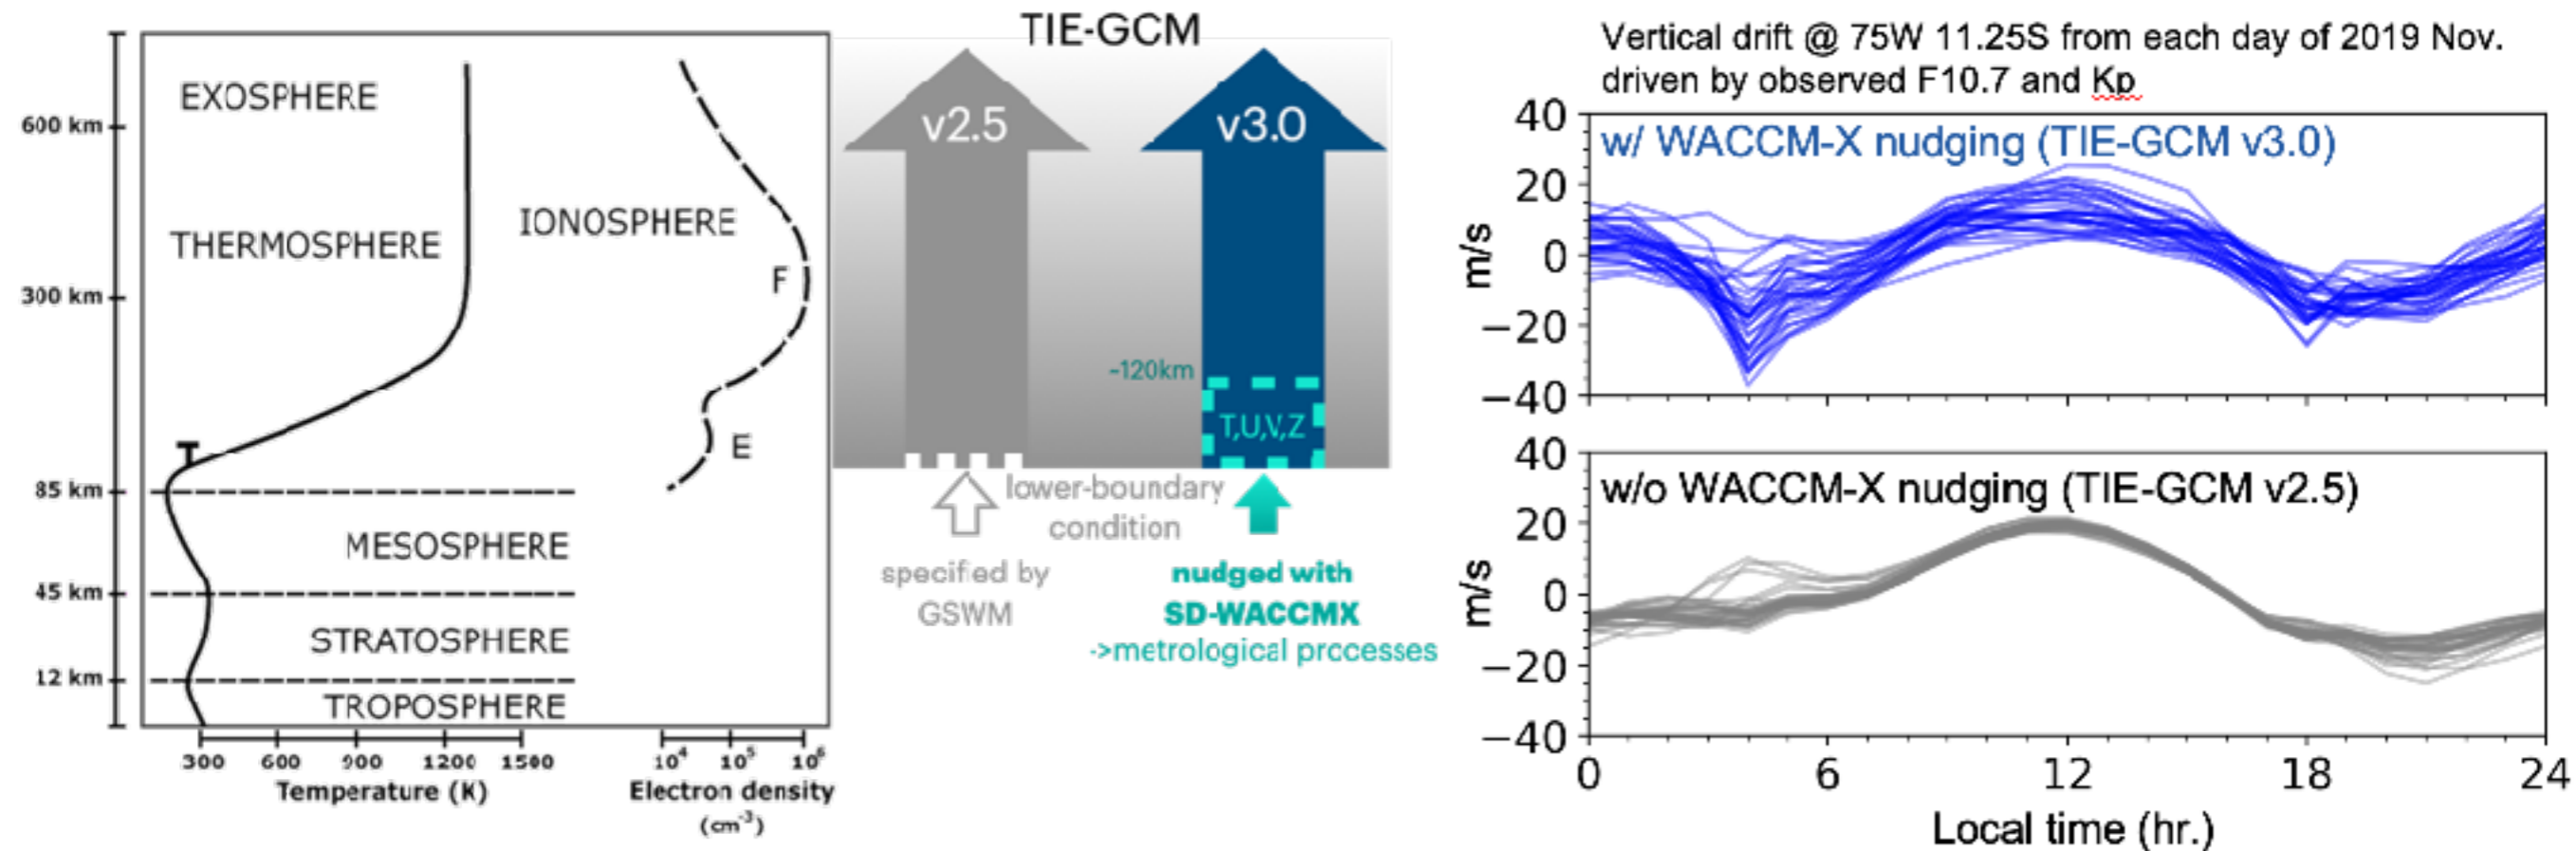 EXOSPHERE
600 km
IONOSPHERE
THERMOSPHERE
F
300 km
E
T
85 km
MESOSPHERE
45 km
STRATOSPHERE
12 km
TROPOSPHERE
300 600 900 1200 1500
Temperature (K)
10⁴ 10⁵ 10⁶
Electron density
(cm⁻³)
TIE-GCM
v2.5
v3.0
~120km
T,U,V,Z
lower-boundary
condition
specified by
GSWM
nudged with
SD-WACCMX
->metrological processes
Vertical drift @ 75W 11.25S from each day of 2019 Nov.
driven by observed F10.7 and Kp
w/ WACCM-X nudging (TIE-GCM v3.0)
40
20
0
−20
−40
m/s
w/o WACCM-X nudging (TIE-GCM v2.5)
40
20
0
−20
−40
m/s
0 6 12 18 24
Local time (hr.)